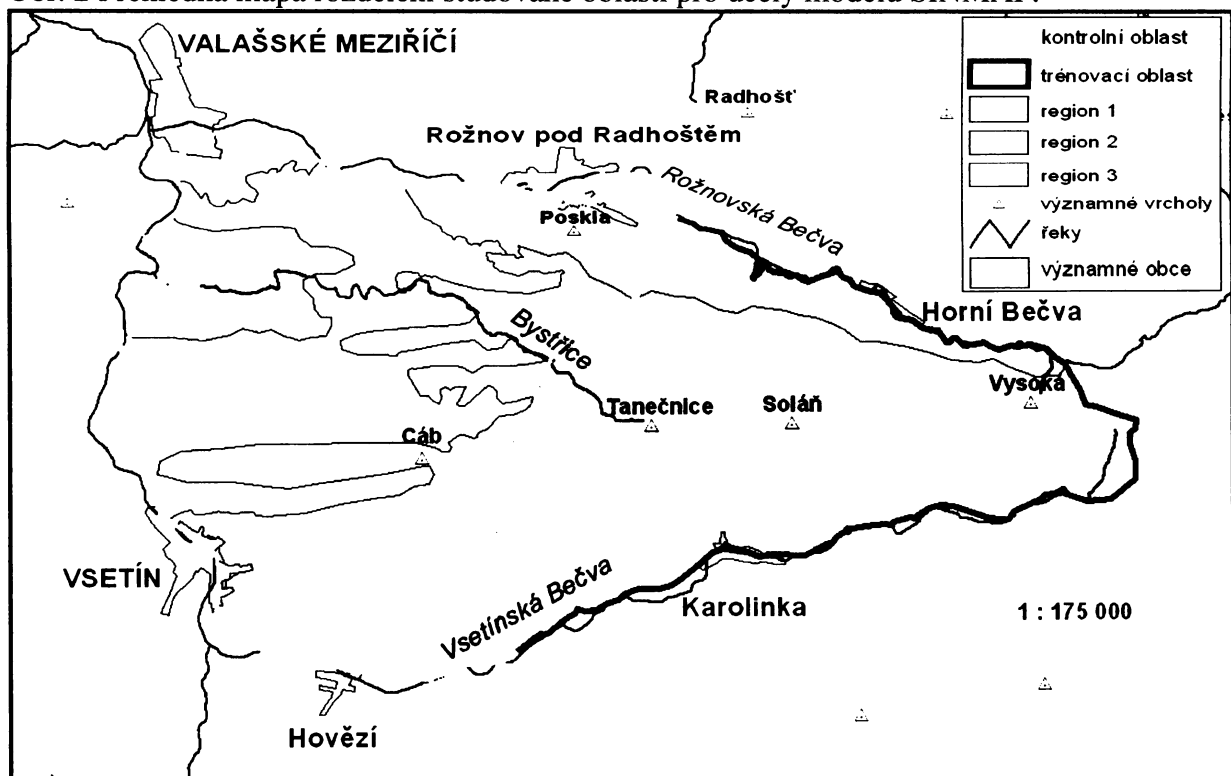 VALAŠSKÉ MEZIŘÍČÍ
Radhošť
Rožnov pod Radhoštěm
Rožnovská Bečva
Poskla
Horní Bečva
Bystřice
Vysoká
Tanečnice
Soláň
Cáb
VSETÍN
Vsetínská Bečva
Karolinka
1 : 175 000
Hovězí
kontrolní oblast
trénovací oblast
region 1
region 2
region 3
významné vrcholy
řeky
významné obce